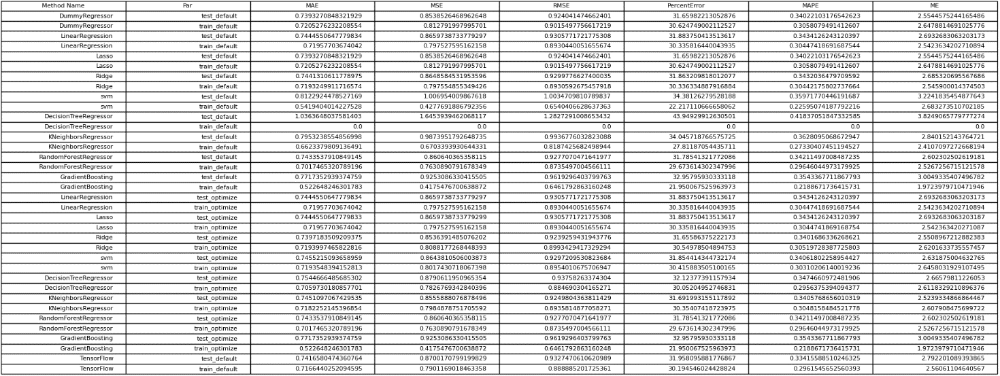 Method Name Par MAE MSE RMSE PercentError MAPE ME
DummyRegressor test_default 0.7393270848321929 0.8538526468962648 0.924041474662401 31.65982213052876 0.34022103176542623 2.5544575244165486
DummyRegressor train_default 0.7205276232208554 0.812791997995701 0.9015497756617219 30.624749002112527 0.3058079491412607 2.6478814691025776
LinearRegression test_default 0.7444550647779834 0.8659738733779297 0.9305771721775308 31.883750413513617 0.3434126243120397 2.6932683063203173
LinearRegression train_default 0.71957703674042 0.797527595162158 0.8930440051655674 30.335816440043935 0.30447418691687544 2.5423634202710894
Lasso test_default 0.7393270848321929 0.8538526468962648 0.924041474662401 31.65982213052876 0.34022103176542623 2.5544575244165486
Lasso train_default 0.7205276232208554 0.812791997995701 0.9015497756617219 30.624749002112527 0.3058079491412607 2.6478814691025776
Ridge test_default 0.7441310611778975 0.8648584531953596 0.9299776627400035 31.863209818012077 0.3432036479709592 2.685320695567686
Ridge train_default 0.7193249911716574 0.797554855349426 0.8930592675457918 30.336334887916884 0.30442175802737664 2.545900014374503
svm test_default 0.8122924478527169 1.006954009867618 1.0034709810789837 34.38126279528188 0.3597177044619168​7 3.2241835454877643
svm train_default 0.5419404014227528 0.4277691886792356 0.6540406628637363 22.217110666658062 0.22595074187792216 2.683273510702185
DecisionTreeRegressor test_default 1.0363648037581403 1.6453939462068117 1.2827291008653432 43.94929912630501 0.41837051847332585 3.8249065779777274
DecisionTreeRegressor train_default 0.0 0.0 0.0 0.0 0.0 0.0
KNeighborsRegressor test_default 0.7953238554856998 0.9873951792648735 0.9936776032823088 34.045718766575725 0.3628095068672947 2.840152143764721
KNeighborsRegressor train_default 0.6623379809136491 0.6703393930644331 0.8187425682498944 27.81187054435711 0.27330407451194527 2.4107097272668194
RandomForestRegressor test_default 0.7433537910849145 0.860640365358115 0.9277070471641977 31.78541321772086 0.34211497008487235 2.602302502619181
RandomForestRegressor train_default 0.7017465320789196 0.7630890791678349 0.8735497004566111 29.673614302347996 0.29646044973179925 2.5267256715121578
GradientBoosting test_default 0.7717352939374759 0.9253086330415505 0.9619296403799763 32.95795930333118 0.3543367711867793 3.0049335407496782
GradientBoosting train_default 0.522648246301783 0.4175476700638872 0.6461792863160248 21.950067525963973 0.2188671736415731 1.9723979710471946
LinearRegression test_optimize 0.7444550647779834 0.8659738733779297 0.9305771721775308 31.883750413513617 0.3434126243120397 2.6932683063203173
LinearRegression train_optimize 0.71957703674042 0.797527595162158 0.8930440051655674 30.335816440043935 0.30447418691687544 2.5423634202710894
Lasso test_optimize 0.7444550647779833 0.8659738733779299 0.9305771721775308 31.883750413513617 0.3434126243120397 2.6932683063203187
Lasso train_optimize 0.71957703674042 0.797527595162158 0.8930440051655674 30.335816440043935 0.3044741869168754 2.542363420271087
Ridge test_optimize 0.7397183509209375 0.8536391485076202 0.9239259431943776 31.65586375222173 0.3401686336268621 2.5508967212882383
Ridge train_optimize 0.7193997465822816 0.8088177268448393 0.8993429417329294 30.54978504894753 0.30519728387725803 2.6201633735557457
svm test_optimize 0.7455215093658959 0.8643810506003873 0.9297209530823684 31.854414344732174 0.34061802258954427 2.631875004632765
svm train_optimize 0.7193548394152813 0.8017430718067398 0.8954010675706947 30.415883505100165 0.30310206140019236 2.6458031929107495
DecisionTreeRegressor test_optimize 0.7544666485685302 0.8790611950965354 0.93758263374304 32.12377391157934 0.3474660972481906 2.66579811226053
DecisionTreeRegressor train_optimize 0.7059730180857701 0.7826769342840396 0.884690304165271 30.05204952746831 0.2956375394094377 2.6118329210896376
KNeighborsRegressor test_optimize 0.7451097067429535 0.8555888076878496 0.9249804363811429 31.691993155117892 0.3405768656010319 2.5239334866864467
KNeighborsRegressor train_optimize 0.7182252145396854 0.7984878751705592 0.8935814877058271 30.35407418723975 0.3048158484521778 2.607908475699722
RandomForestRegressor test_optimize 0.7433537910849145 0.860640365358115 0.9277070471641977 31.78541321772086 0.34211497008487235 2.602302502619181
RandomForestRegressor train_optimize 0.7017465320789196 0.7630890791678349 0.8735497004566111 29.673614302347996 0.29646044973179925 2.5267256715121578
GradientBoosting test_optimize 0.7717352939374759 0.9253086330415505 0.9619296403799763 32.95795930333118 0.3543367711867793 3.0049335407496782
GradientBoosting train_optimize 0.522648246301783 0.4175476700638872 0.6461792863160248 21.950067525963973 0.2188671736415731 1.9723979710471946
TensorFlow test_default 0.7416580474360764 0.8700170799199829 0.9327470610620989 31.958095881776867 0.33415588510246325 2.792201089393865
TensorFlow train_default 0.7166440252094595 0.7901169018463358 0.888885201725361 30.194546024428824 0.2961545652560393 2.56061104640567